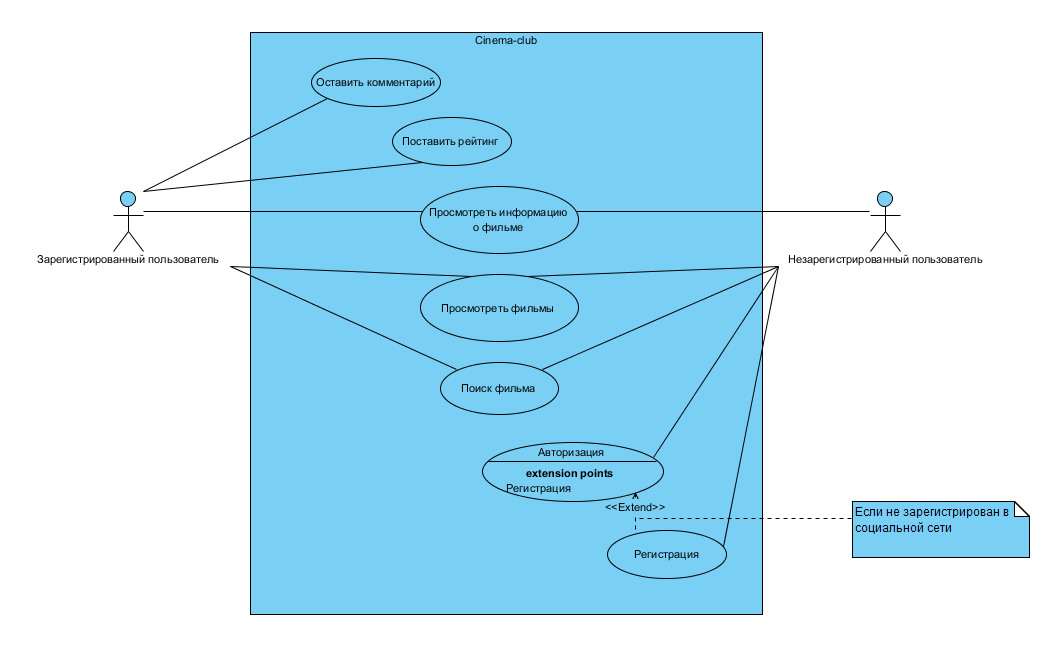 Cinema-club
Оставить комментарий
Поставить рейтинг
Просмотреть информацию
о фильме
Зарегистрированный пользователь
Незарегистрированный пользователь
Просмотреть фильмы
Поиск фильма
Авторизация
extension points
Регистрация
<<Extend>>
Если не зарегистрирован в
социальной сети
Регистрация